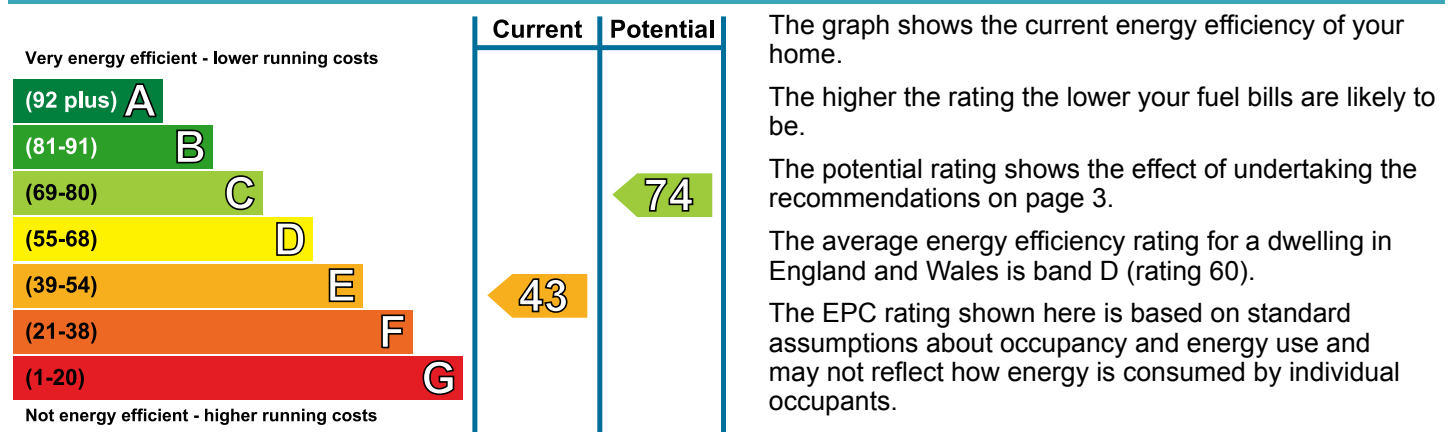 Current Potential
Very energy efficient - lower running costs
(92 plus) A
(81-91) B
(69-80) C
74
(55-68) D
(39-54) E
43
(21-38) F
(1-20) G
Not energy efficient - higher running costs
The graph shows the current energy efficiency of your
home.
The higher the rating the lower your fuel bills are likely to
be.
The potential rating shows the effect of undertaking the
recommendations on page 3.
The average energy efficiency rating for a dwelling in
England and Wales is band D (rating 60).
The EPC rating shown here is based on standard
assumptions about occupancy and energy use and
may not reflect how energy is consumed by individual
occupants.